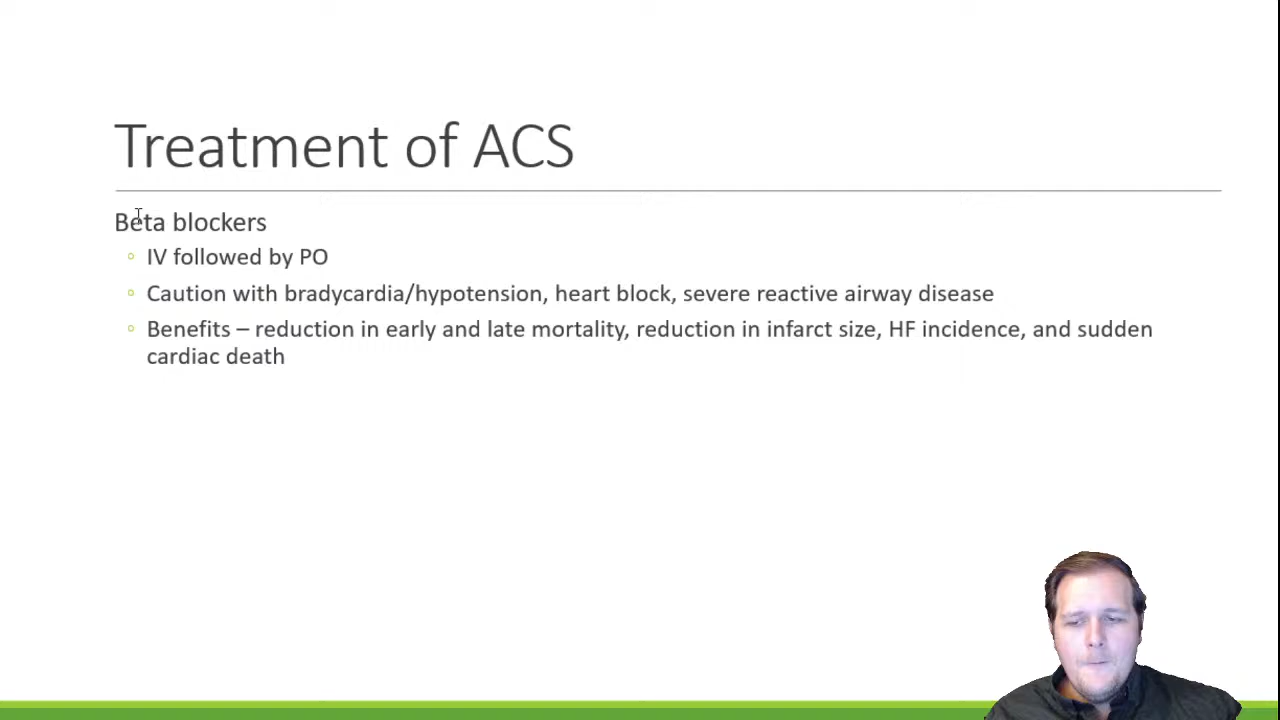 Treatment of ACS
Beta blockers
IV followed by PO
Caution with bradycardia/hypotension, heart block, severe reactive airway disease
Benefits – reduction in early and late mortality, reduction in infarct size, HF incidence, and sudden
cardiac death